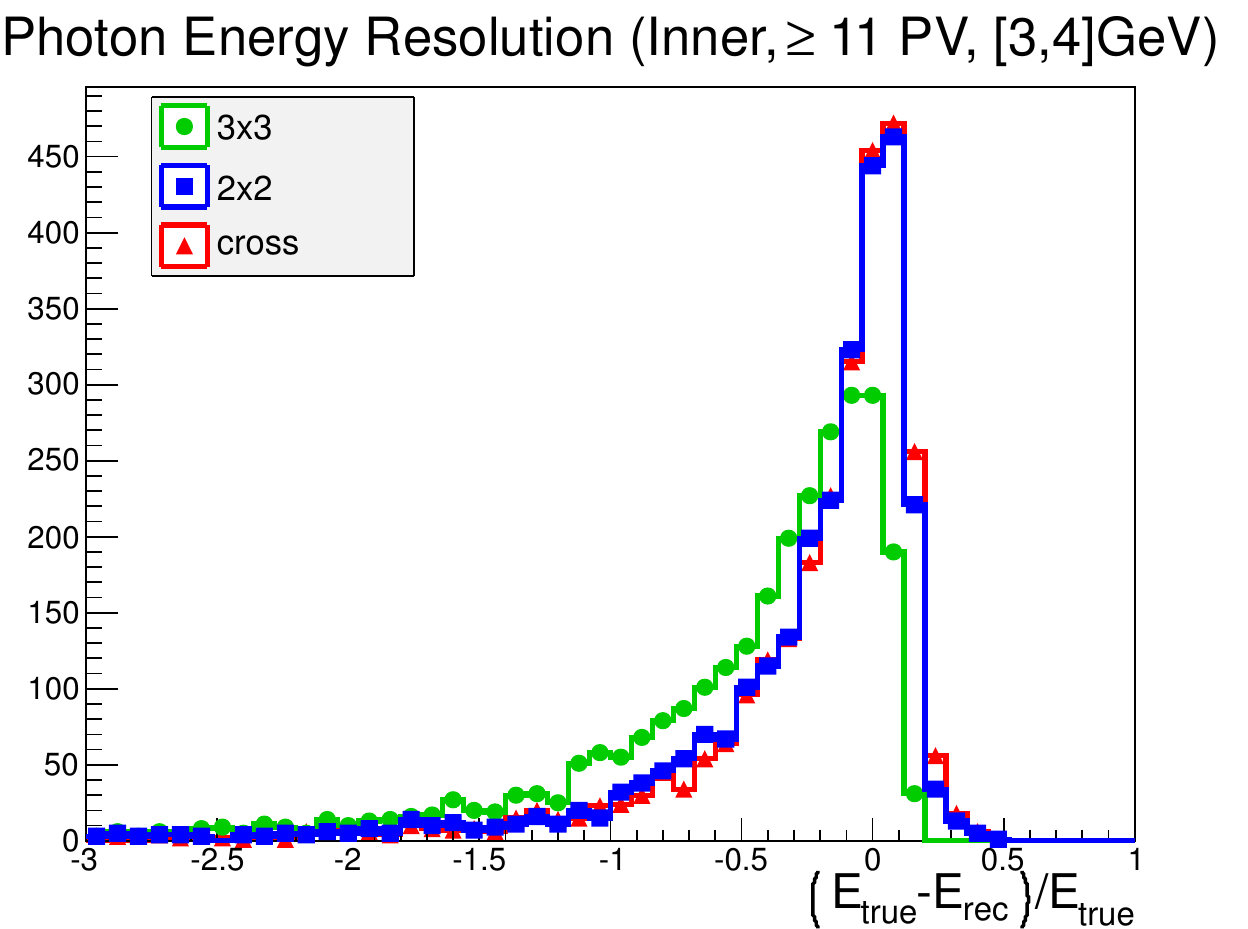 Photon Energy Resolution (Inner, ≥ 11 PV, [3,4]GeV)
3x3
2x2
cross
450
400
350
300
250
200
150
100
50
0
-3 -2.5 -2 -1.5 -1 -0.5 0 0.5 1
(E_true-E_rec)/E_true